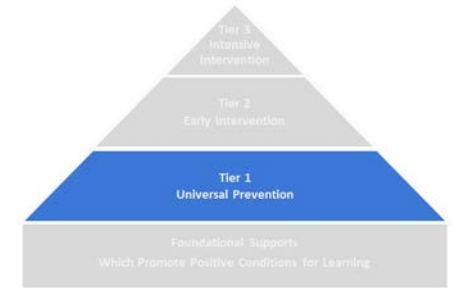 Tier 3
Intensive
Intervention
Tier 2
Early Intervention
Tier 1
Universal Prevention
Foundational Supports
Which Promote Positive Conditions for Learning